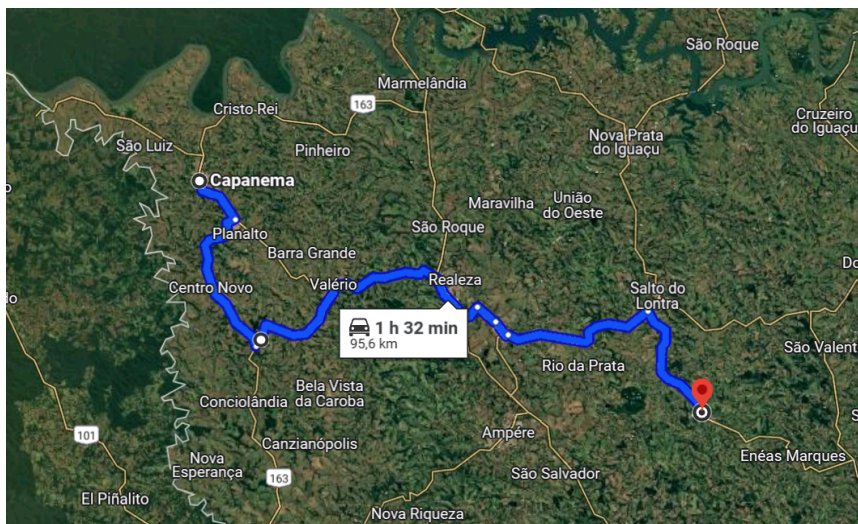 São Roque
Marmelândia
Cristo Rei
163
Cruzeiro
do Iguaçu
São Luiz
Pinheiro
Nova Prata
do Iguaçu
Capanema
Maravilha
União
do Oeste
Planalto
São Roque
Barra Grande
Centro Novo
Valério
Realeza
Salto do
Lontra
1 h 32 min
95,6 km
São Valent
Rio da Prata
Bela Vista
da Caroba
Conciolândia
101
Canzianópolis
Ampére
Nova
Esperança
Enéas Marques
163
São Salvador
El Piñalito
Nova Riqueza